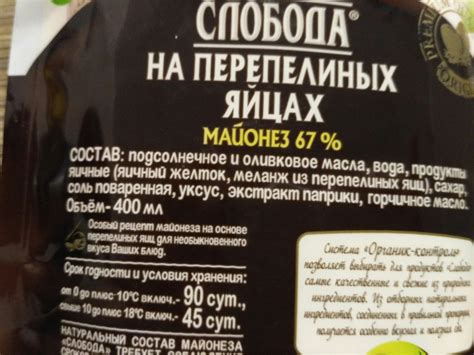 СЛОБОДА®
НА ПЕРЕПЕЛИНЫХ
ЯЙЦАХ
МАЙОНЕЗ 67 %
СОСТАВ: подсолнечное и оливковое масла, вода, продукты
яичные (яичный желток, меланж из перепелиных яиц), сахар,
соль поваренная, уксус, экстракт паприки, горчичное масло.
Объём- 400 мл
Особый рецепт майонеза на основе
перепелиных яиц для необыкновенного
вкуса Ваших блюд.
Срок годности и условия хранения:
от 0 до плюс 10°С включ.- 90 сут.,
свыше 10 до плюс 18°С включ.- 45 сут.
НАТУРАЛЬНЫЙ СОСТАВ МАЙОНЕЗА
«СЛОБОДА» ТРЕБУЕТ
PREMIUM
Система «Органик-контроль»
позволяет выбирать для продуктов «Слобода»
самые качественные и свежие из природных
ингредиентов. Из отборных натуральных
ингредиентов, соединенных в правильной пропорции
получается особенно вкусная и полезная еда.